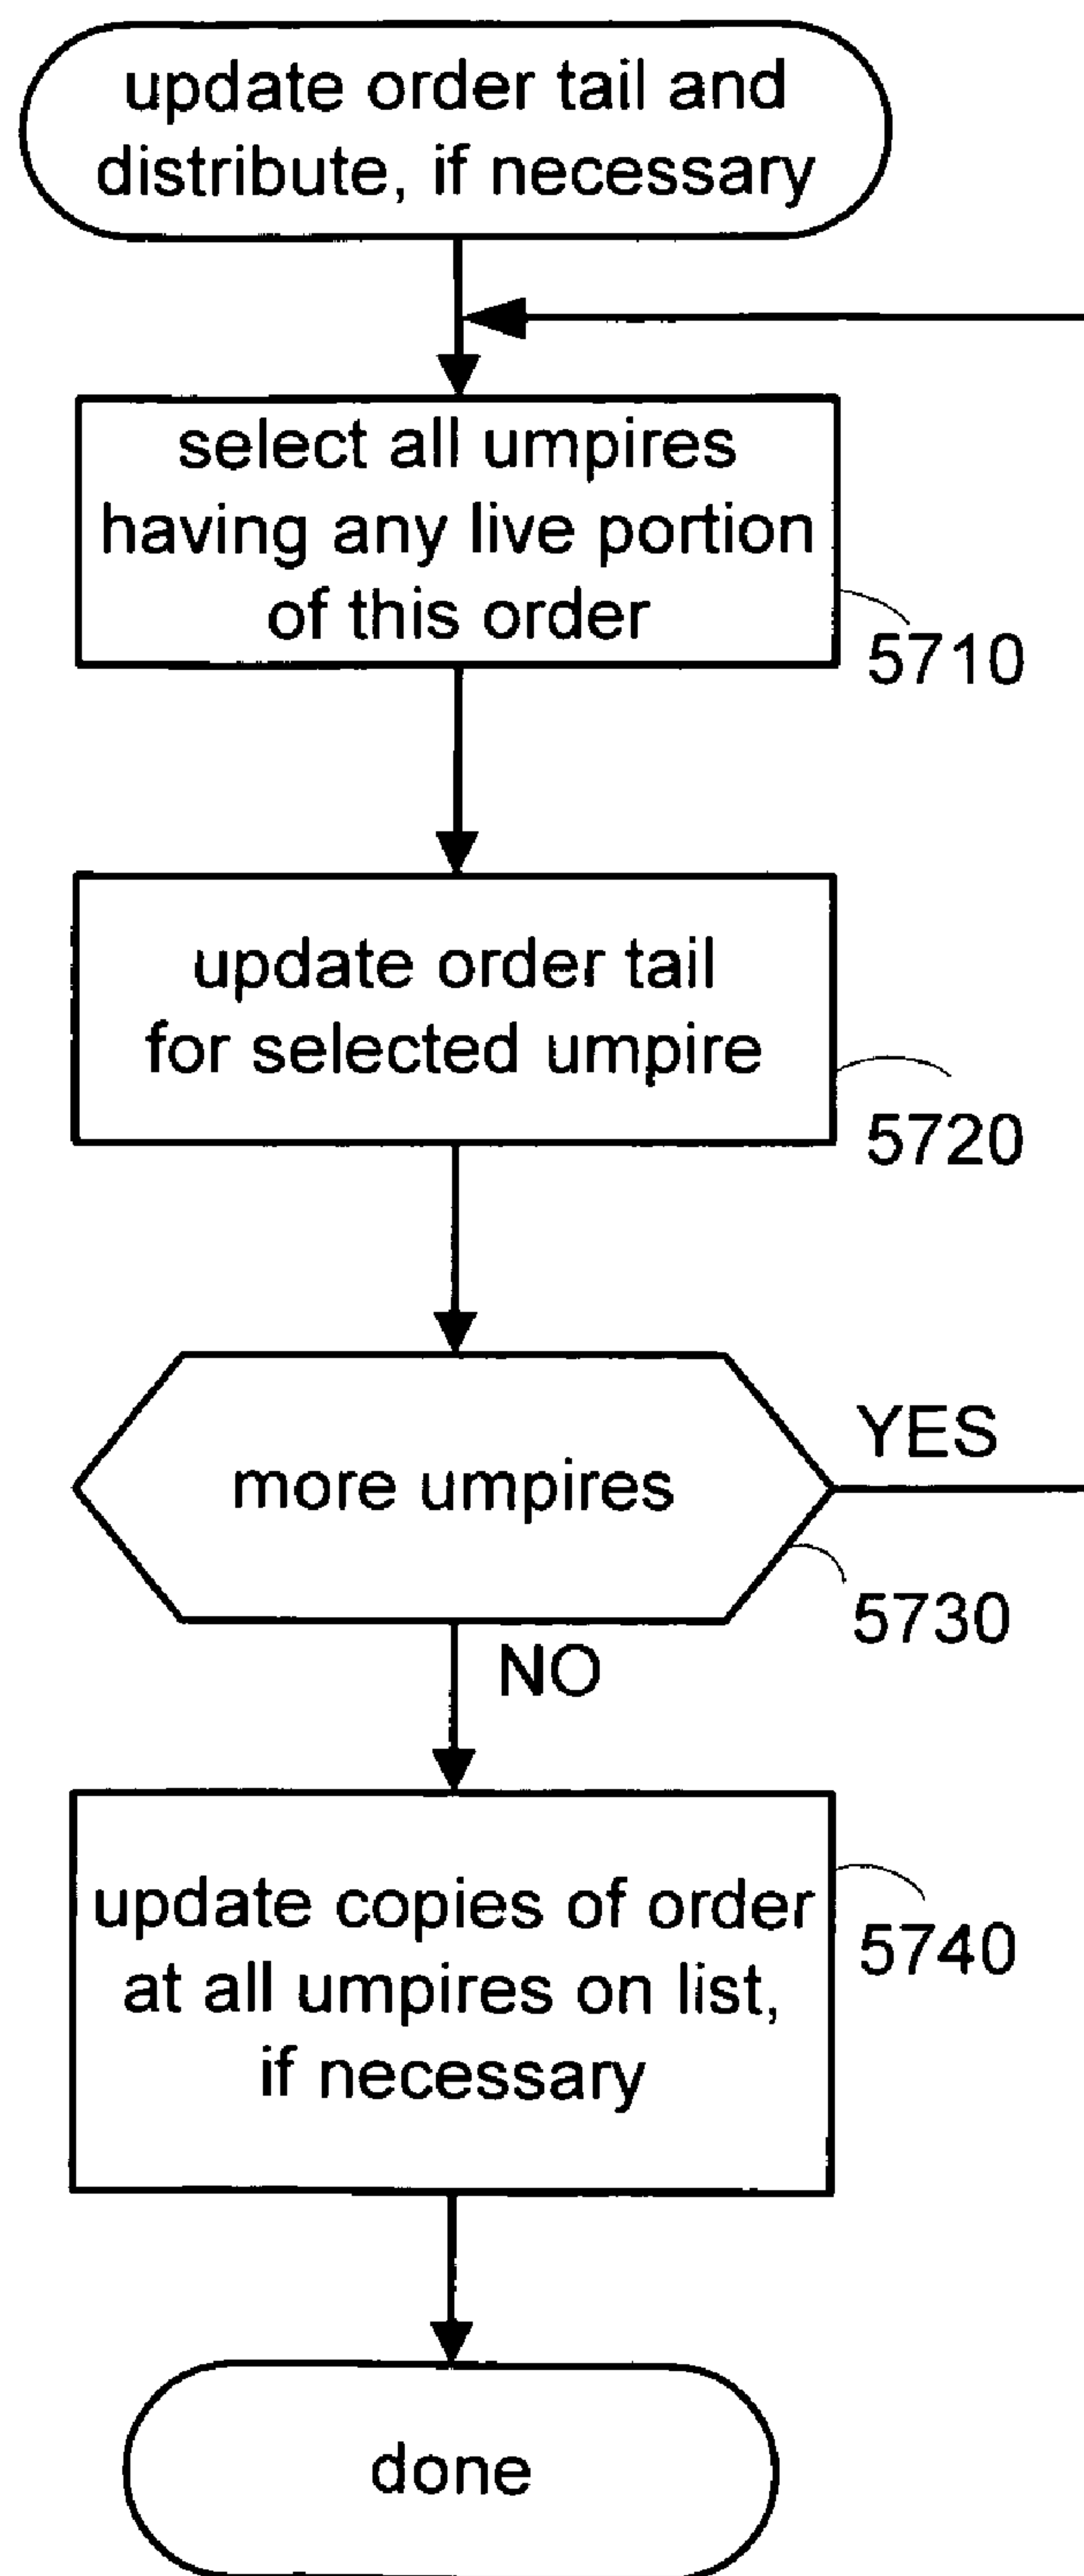 update order tail and
distribute, if necessary
select all umpires
having any live portion
of this order
5710
update order tail
for selected umpire
5720
more umpires
YES
5730
NO
update copies of order
at all umpires on list,
if necessary
5740
done